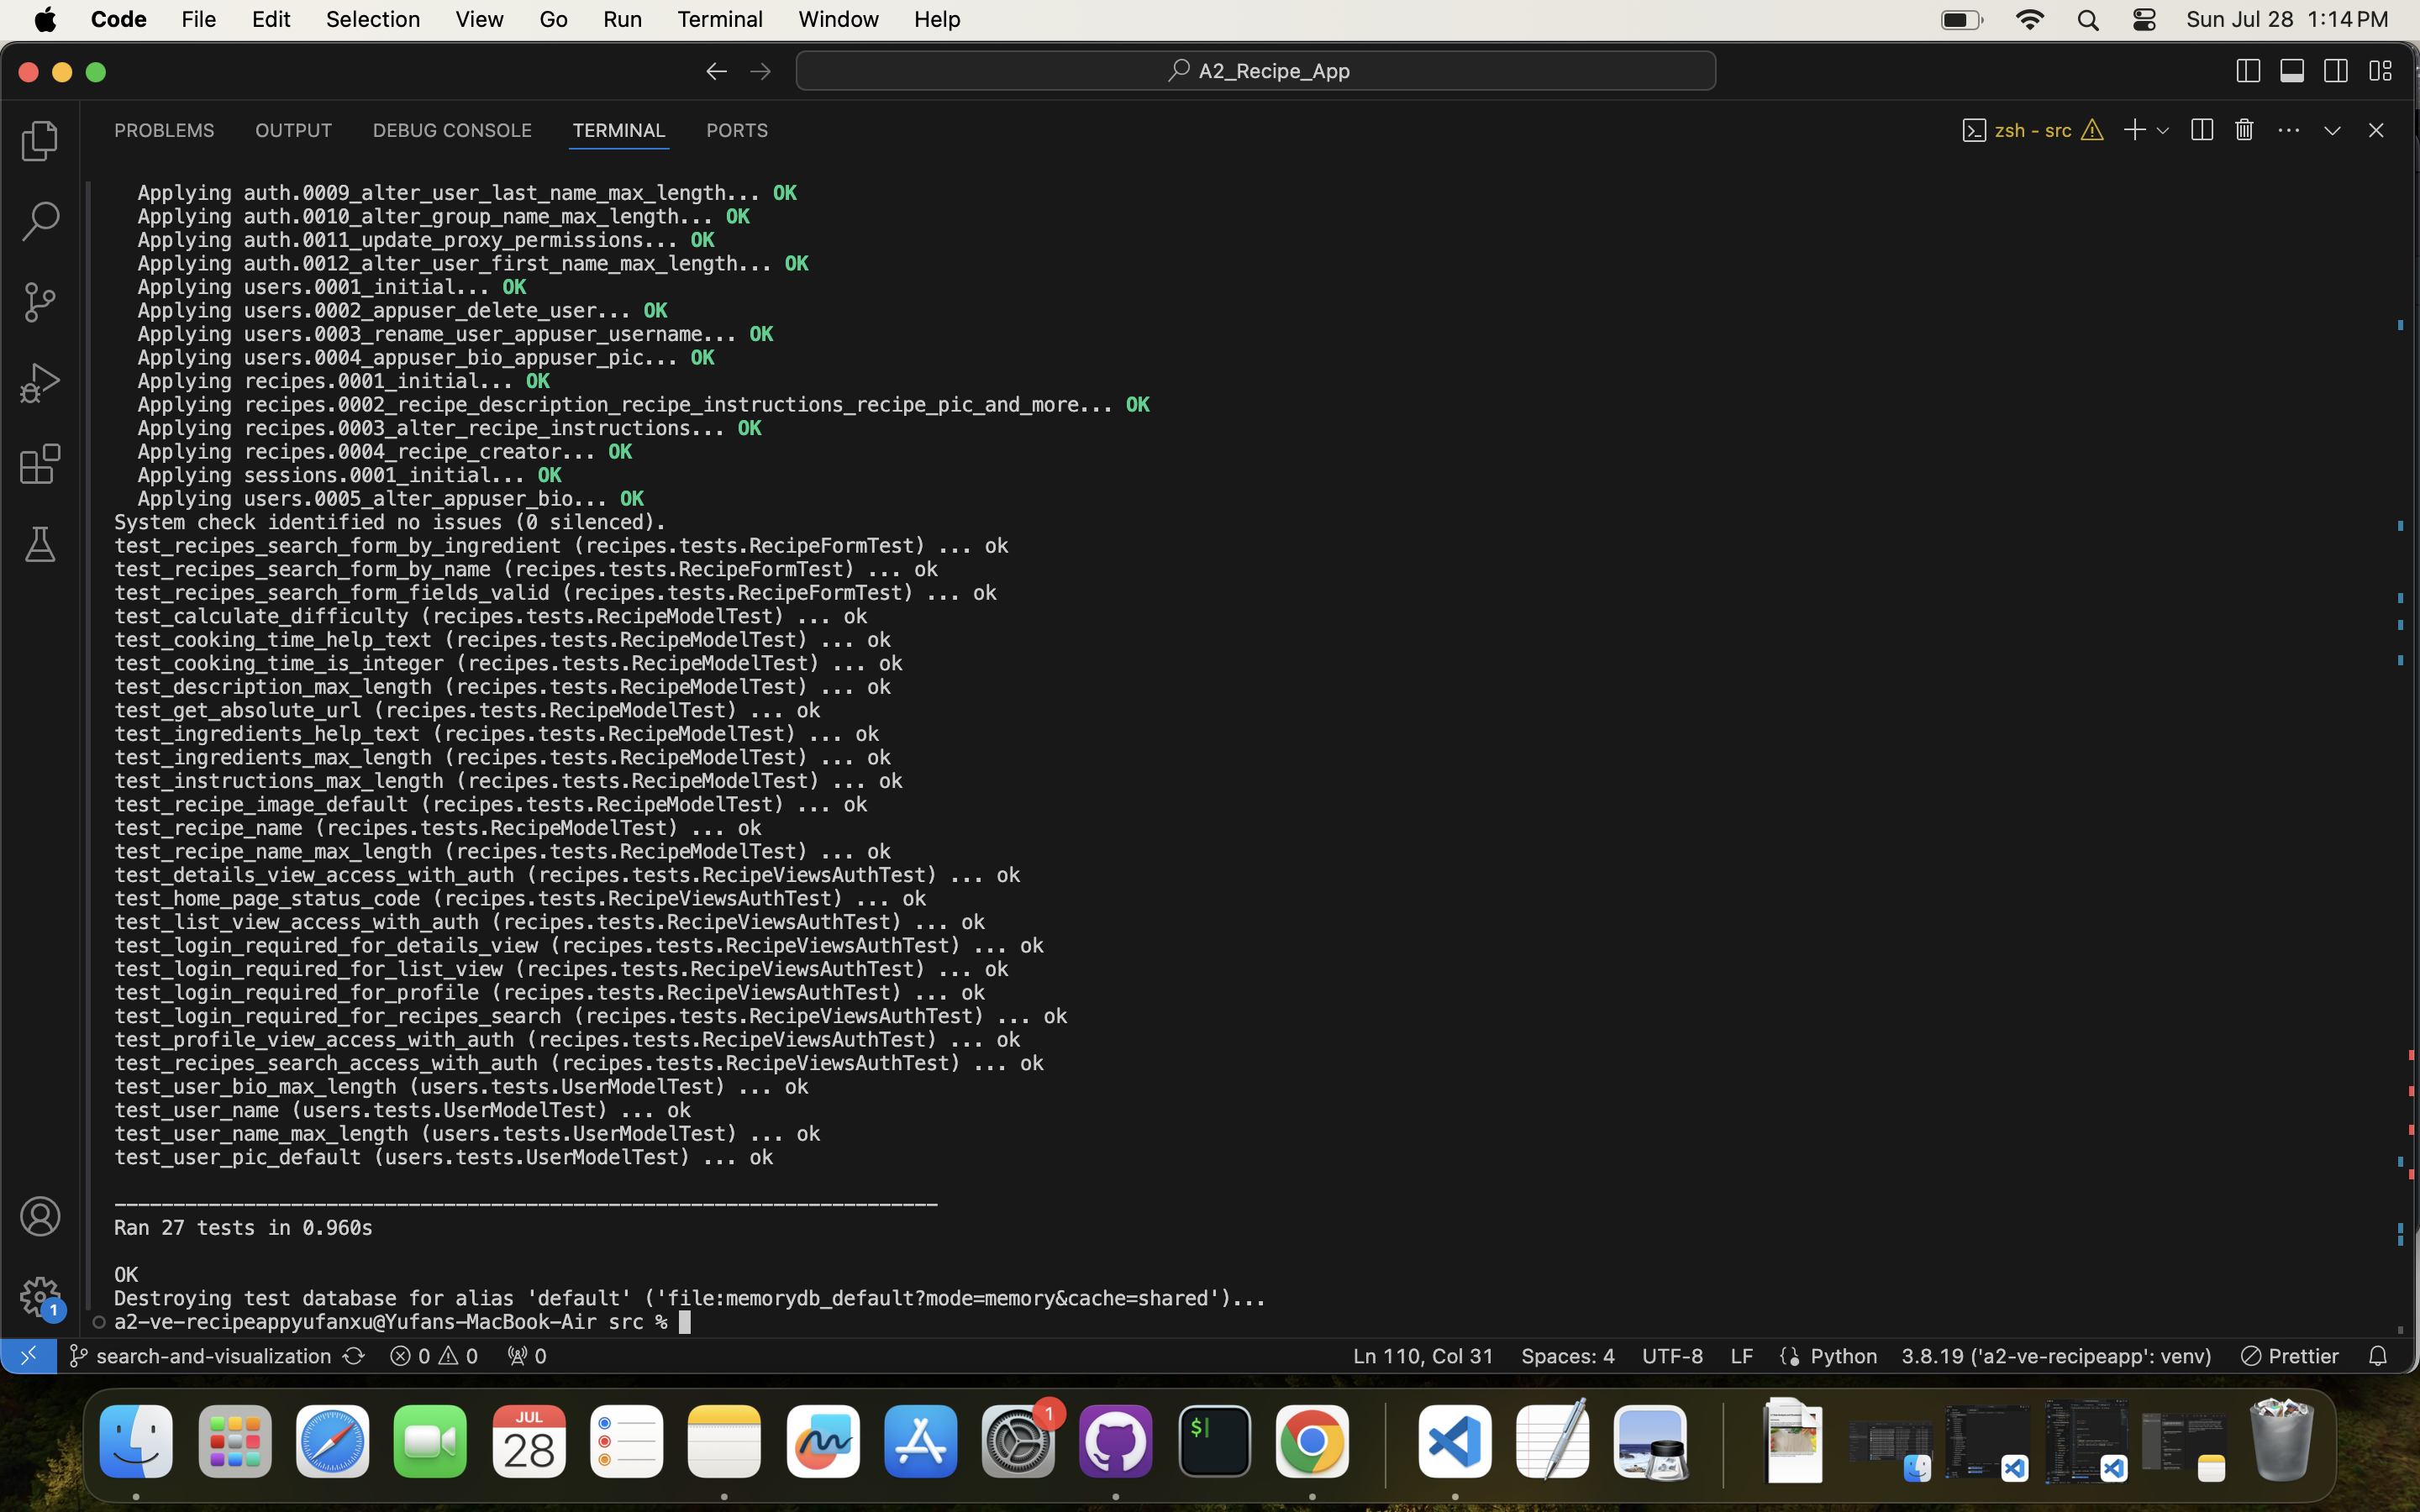 Code File Edit Selection View Go Run Terminal Window Help Sun Jul 28 1:14 PM
A2_Recipe_App
PROBLEMS OUTPUT DEBUG CONSOLE TERMINAL PORTS zsh - src
Applying auth.0009_alter_user_last_name_max_length... OK
Applying auth.0010_alter_group_name_max_length... OK
Applying auth.0011_update_proxy_permissions... OK
Applying auth.0012_alter_user_first_name_max_length... OK
Applying users.0001_initial... OK
Applying users.0002_appuser_delete_user... OK
Applying users.0003_rename_user_appuser_username... OK
Applying users.0004_appuser_bio_appuser_pic... OK
Applying recipes.0001_initial... OK
Applying recipes.0002_recipe_description_recipe_instructions_recipe_pic_and_more... OK
Applying recipes.0003_alter_recipe_instructions... OK
Applying recipes.0004_recipe_creator... OK
Applying sessions.0001_initial... OK
Applying users.0005_alter_appuser_bio... OK
System check identified no issues (0 silenced).
test_recipes_search_form_by_ingredient (recipes.tests.RecipeFormTest) ... ok
test_recipes_search_form_by_name (recipes.tests.RecipeFormTest) ... ok
test_recipes_search_form_fields_valid (recipes.tests.RecipeFormTest) ... ok
test_calculate_difficulty (recipes.tests.RecipeModelTest) ... ok
test_cooking_time_help_text (recipes.tests.RecipeModelTest) ... ok
test_cooking_time_is_integer (recipes.tests.RecipeModelTest) ... ok
test_description_max_length (recipes.tests.RecipeModelTest) ... ok
test_get_absolute_url (recipes.tests.RecipeModelTest) ... ok
test_ingredients_help_text (recipes.tests.RecipeModelTest) ... ok
test_ingredients_max_length (recipes.tests.RecipeModelTest) ... ok
test_instructions_max_length (recipes.tests.RecipeModelTest) ... ok
test_recipe_image_default (recipes.tests.RecipeModelTest) ... ok
test_recipe_name (recipes.tests.RecipeModelTest) ... ok
test_recipe_name_max_length (recipes.tests.RecipeModelTest) ... ok
test_details_view_access_with_auth (recipes.tests.RecipeViewsAuthTest) ... ok
test_home_page_status_code (recipes.tests.RecipeViewsAuthTest) ... ok
test_list_view_access_with_auth (recipes.tests.RecipeViewsAuthTest) ... ok
test_login_required_for_details_view (recipes.tests.RecipeViewsAuthTest) ... ok
test_login_required_for_list_view (recipes.tests.RecipeViewsAuthTest) ... ok
test_login_required_for_profile (recipes.tests.RecipeViewsAuthTest) ... ok
test_login_required_for_recipes_search (recipes.tests.RecipeViewsAuthTest) ... ok
test_profile_view_access_with_auth (recipes.tests.RecipeViewsAuthTest) ... ok
test_recipes_search_access_with_auth (recipes.tests.RecipeViewsAuthTest) ... ok
test_user_bio_max_length (users.tests.UserModelTest) ... ok
test_user_name (users.tests.UserModelTest) ... ok
test_user_name_max_length (users.tests.UserModelTest) ... ok
test_user_pic_default (users.tests.UserModelTest) ... ok
----------------------------------------------------------------------
Ran 27 tests in 0.960s
OK
Destroying test database for alias 'default' ('file:memorydb_default?mode=memory&cache=shared')...
1
a2-ve-recipeappyufanxu@Yufans-MacBook-Air src %
search-and-visualization 0 0 0 Ln 110, Col 31 Spaces: 4 UTF-8 LF Python 3.8.19 ('a2-ve-recipeapp': venv) Prettier
JUL
28
1
$